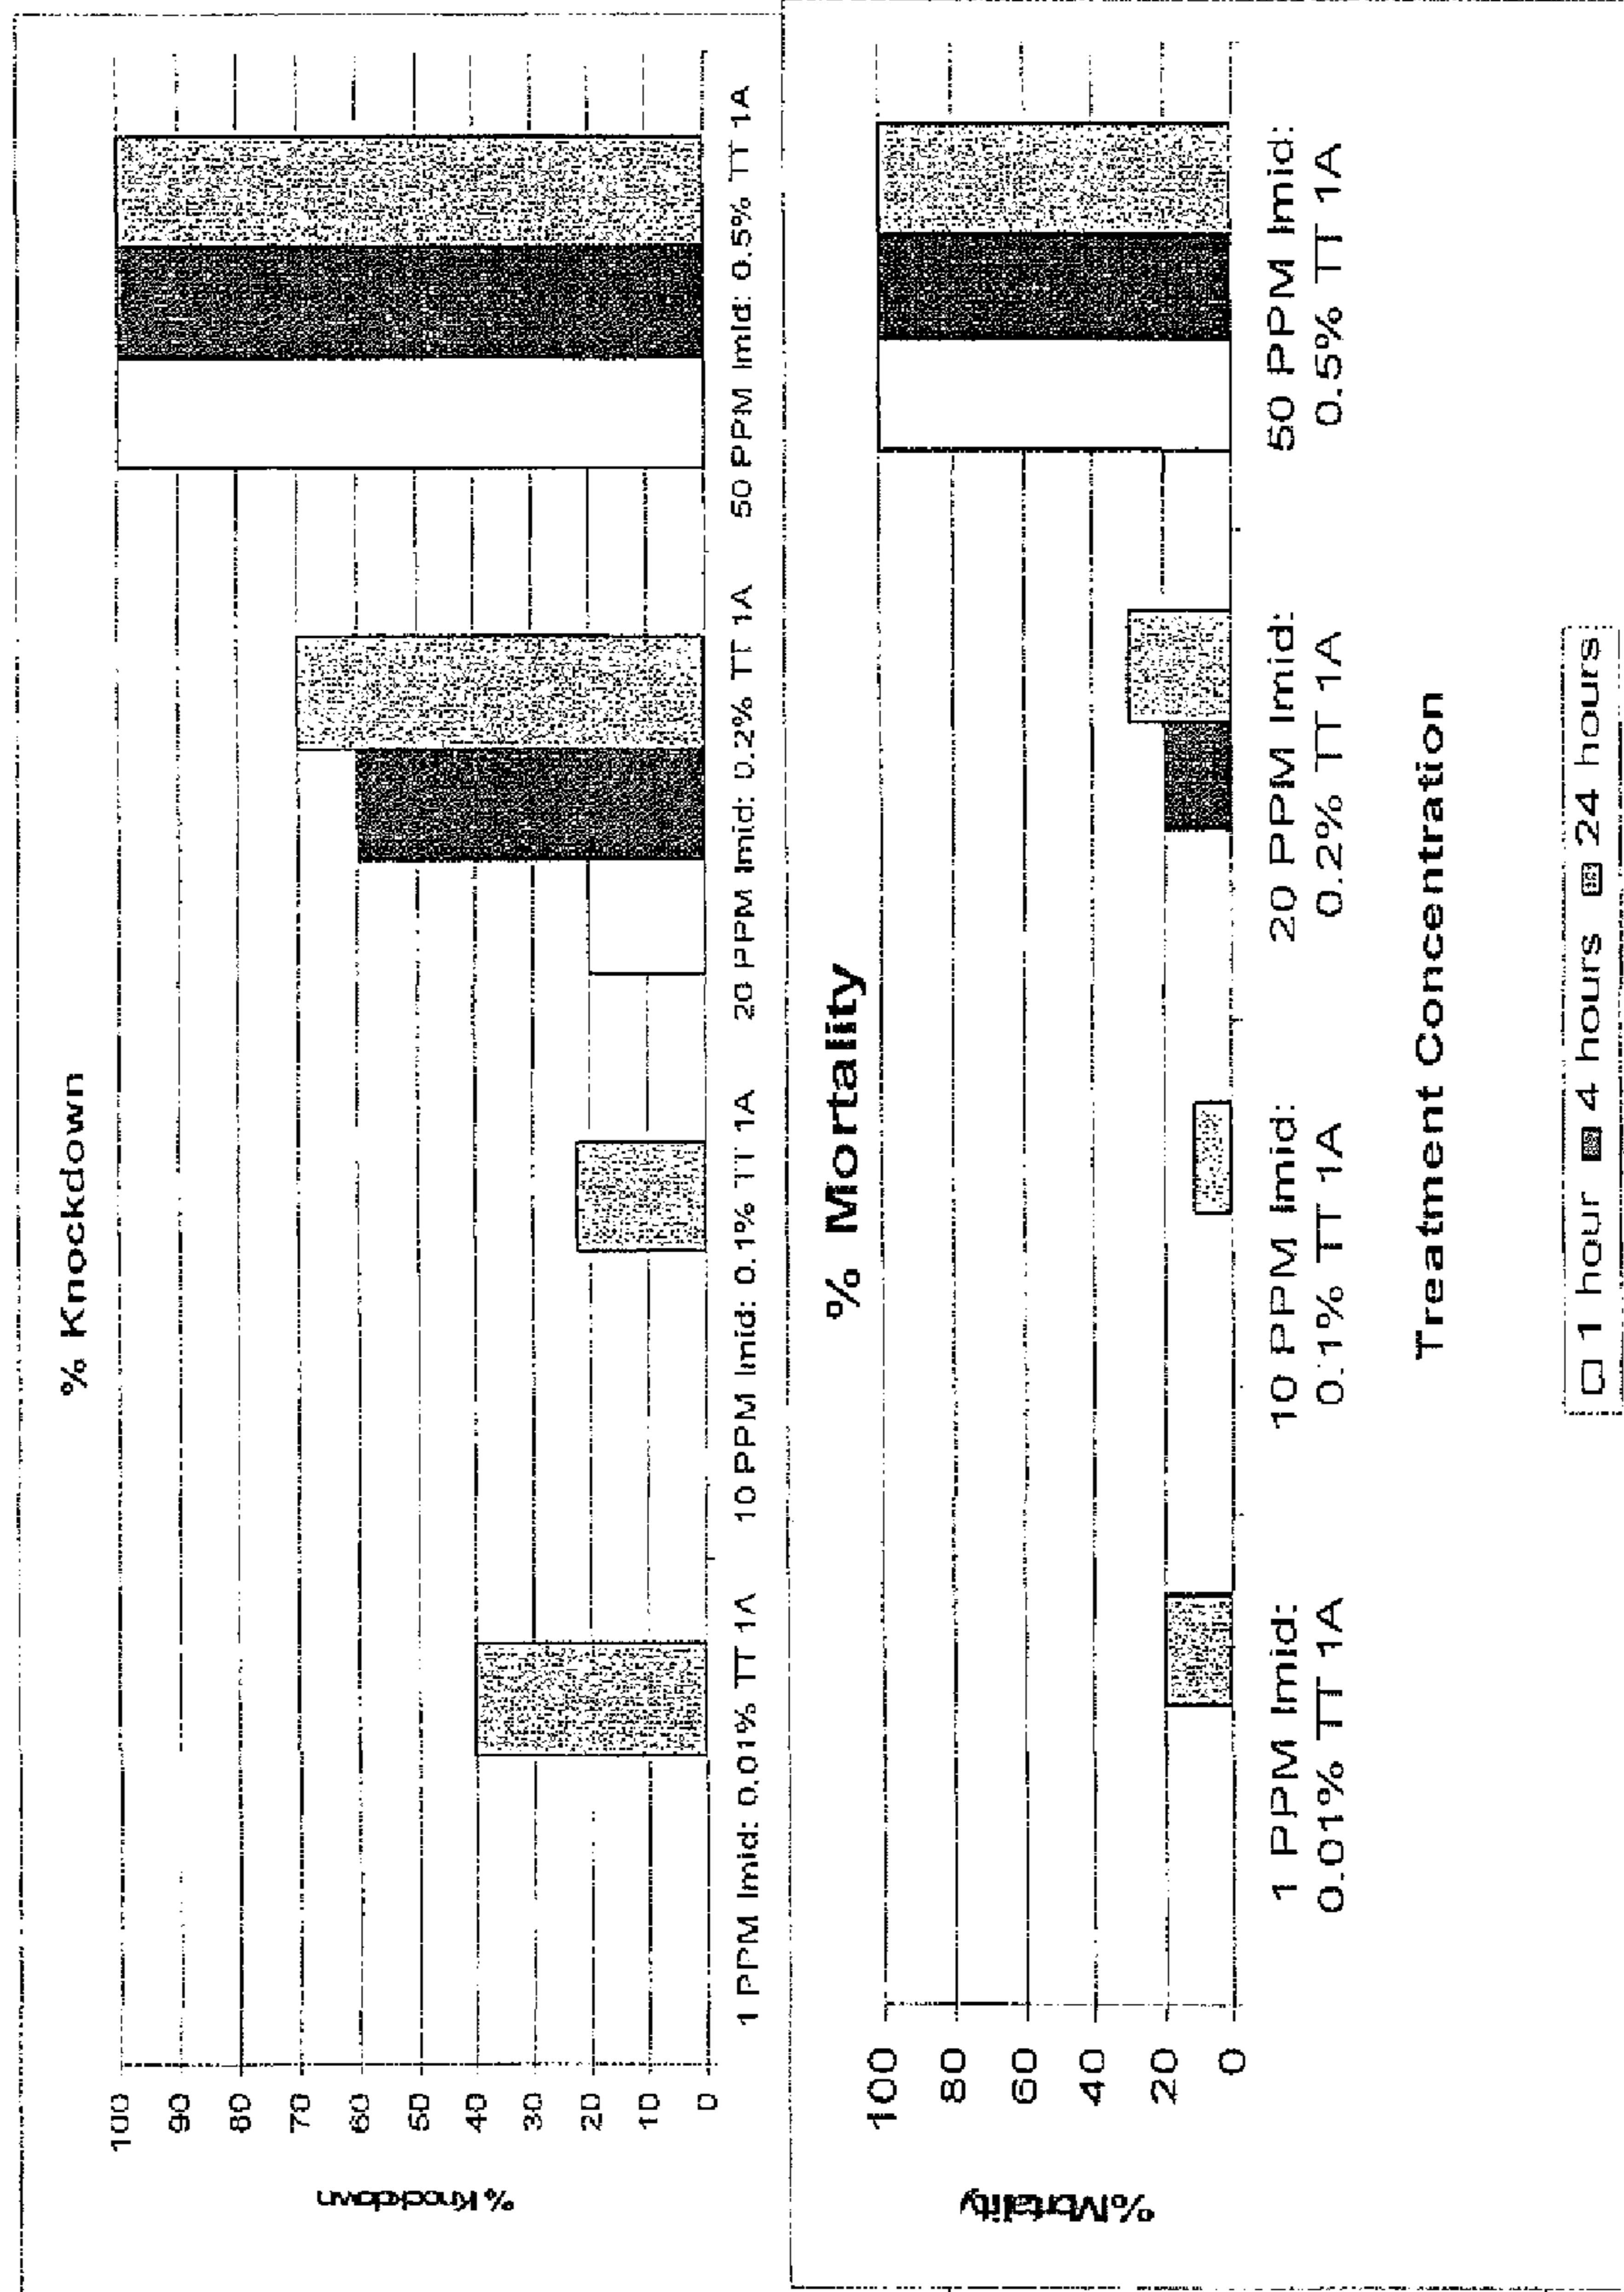 % Knockdown
100
90
80
70
60
50
40
30
20
10
0
% Knockdown
1 PPM Imid: 0.01% TT 1A
10 PPM Imid: 0.1% TT 1A
20 PPM Imid: 0.2% TT 1A
50 PPM Imid: 0.5% TT 1A
% Mortality
100
80
60
40
20
0
% Mortality
1 PPM Imid:
0.01% TT 1A
10 PPM Imid:
0.1% TT 1A
20 PPM Imid:
0.2% TT 1A
50 PPM Imid:
0.5% TT 1A
Treatment Concentration
1 hour 4 hours 24 hours